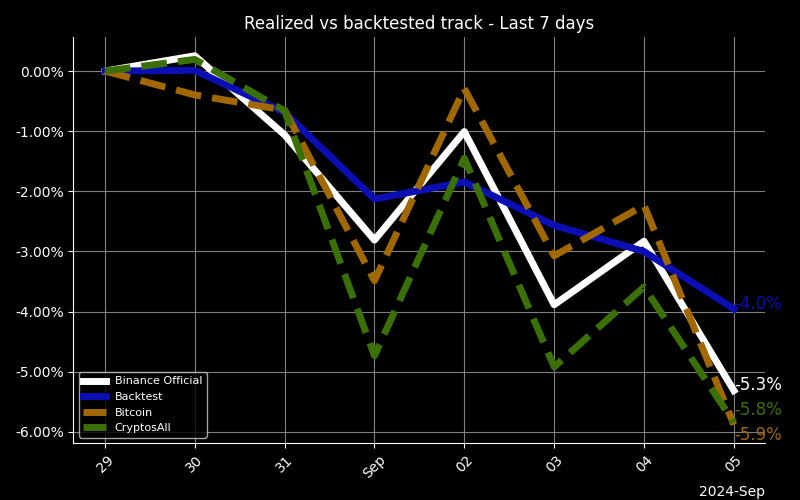 Realized vs backtested track - Last 7 days
0.00%
-1.00%
-2.00%
-3.00%
-4.00%
-5.00%
-6.00%
-4.0%
-5.3%
-5.8%
-5.9%
Binance Official
Backtest
Bitcoin
CryptosAll
29
30
31
Sep
02
03
04
05
2024-Sep